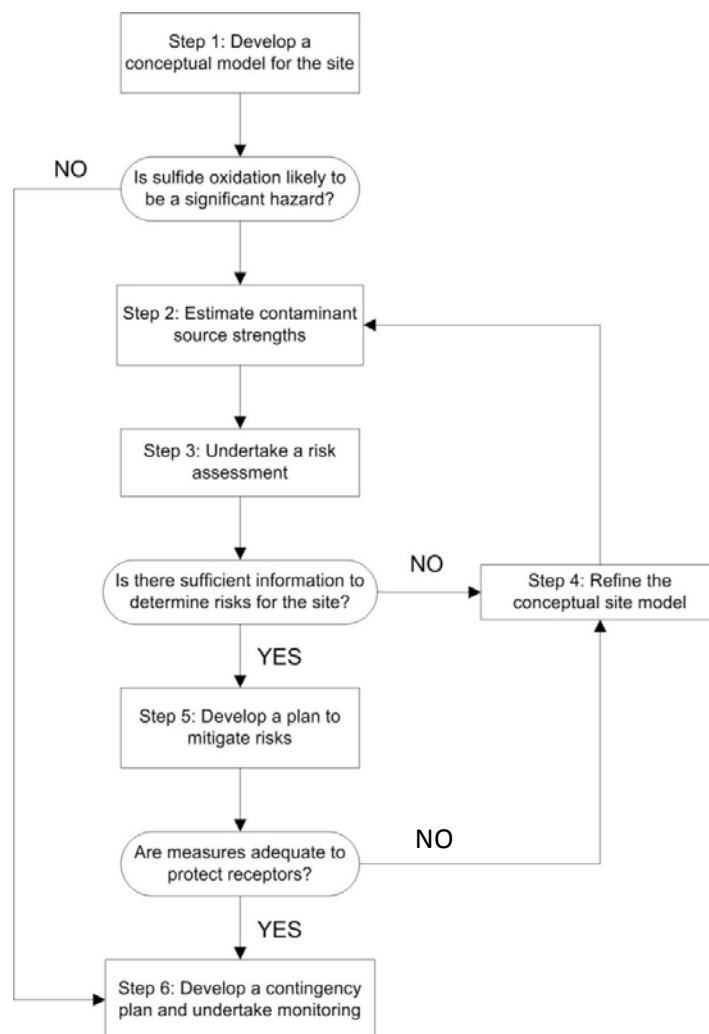 Step 1: Develop a
conceptual model for the site
NO
Is sulfide oxidation likely to
be a significant hazard?
Step 2: Estimate contaminant
source strengths
Step 3: Undertake a risk
assessment
Is there sufficient information to
determine risks for the site?
NO
Step 4: Refine the
conceptual site model
YES
Step 5: Develop a plan to
mitigate risks
Are measures adequate to
protect receptors?
NO
YES
Step 6: Develop a contingency
plan and undertake monitoring